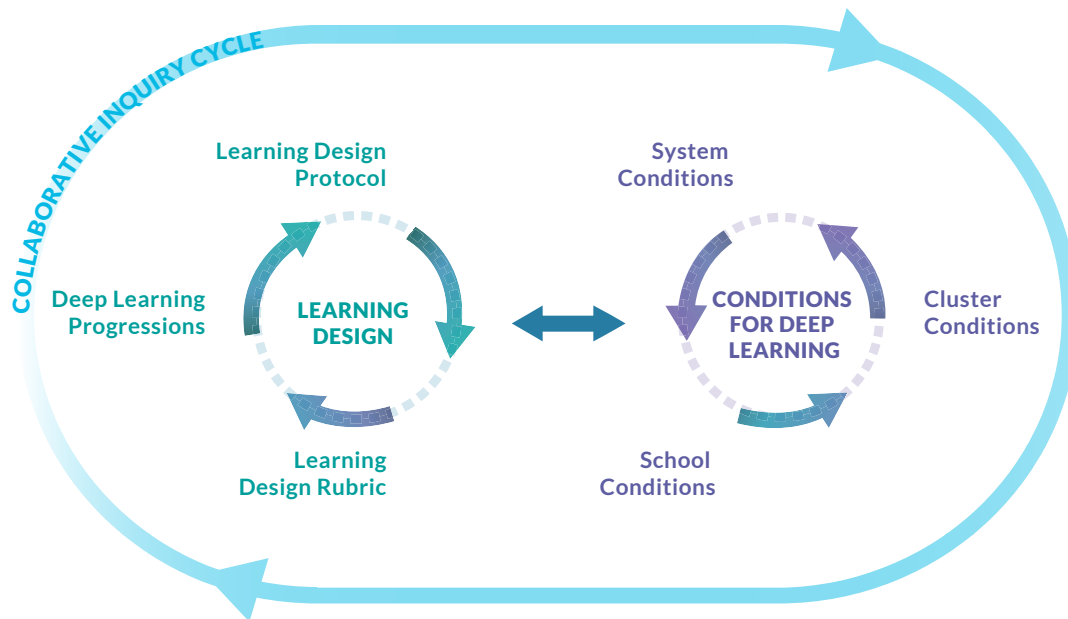 COLLABORATIVE INQUIRY CYCLE
Learning Design
Protocol
Deep Learning
Progressions
LEARNING
DESIGN
Learning
Design Rubric
System
Conditions
CONDITIONS
FOR DEEP
LEARNING
Cluster
Conditions
School
Conditions